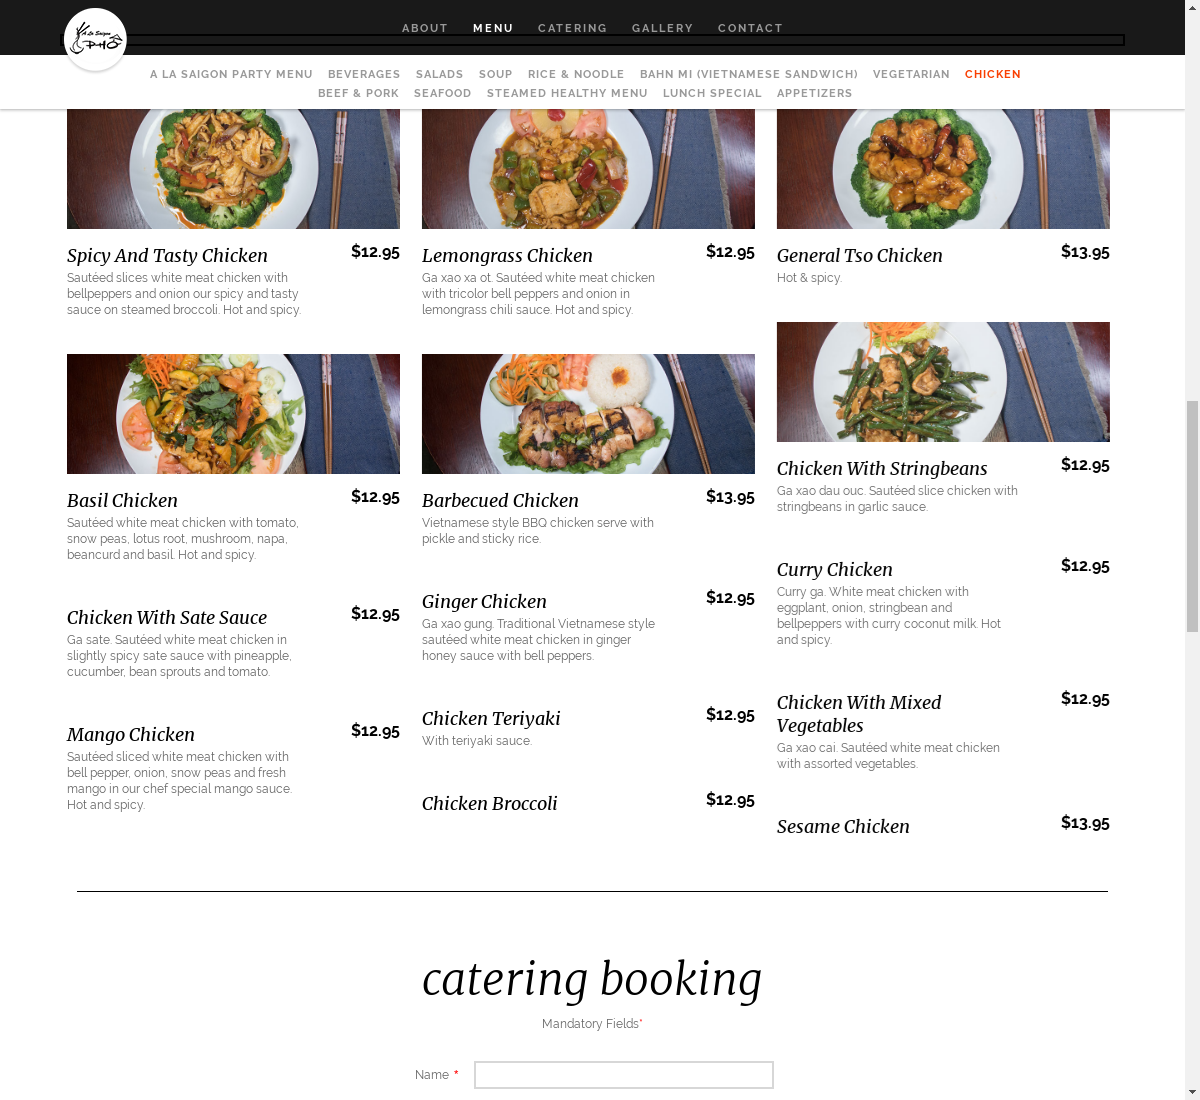 A La Saigon
PHO
ABOUT MENU CATERING GALLERY CONTACT
A LA SAIGON PARTY MENU BEVERAGES SALADS SOUP RICE & NOODLE BAHN MI (VIETNAMESE SANDWICH) VEGETARIAN CHICKEN
BEEF & PORK SEAFOOD STEAMED HEALTHY MENU LUNCH SPECIAL APPETIZERS
Spicy And Tasty Chicken $12.95
Sautéed slices white meat chicken with
bellpeppers and onion our spicy and tasty
sauce on steamed broccoli. Hot and spicy.
Lemongrass Chicken $12.95
Ga xao xa ot. Sautéed white meat chicken
with tricolor bell peppers and onion in
lemongrass chili sauce. Hot and spicy.
General Tso Chicken $13.95
Hot & spicy.
Basil Chicken $12.95
Sautéed white meat chicken with tomato,
snow peas, lotus root, mushroom, napa,
beancurd and basil. Hot and spicy.
Barbecued Chicken $13.95
Vietnamese style BBQ chicken serve with
pickle and sticky rice.
Chicken With Stringbeans $12.95
Ga xao dau ouc. Sautéed slice chicken with
stringbeans in garlic sauce.
Chicken With Sate Sauce $12.95
Ga sate. Sautéed white meat chicken in
slightly spicy sate sauce with pineapple,
cucumber, bean sprouts and tomato.
Ginger Chicken $12.95
Ga xao gung. Traditional Vietnamese style
sautéed white meat chicken in ginger
honey sauce with bell peppers.
Curry Chicken $12.95
Curry ga. White meat chicken with
eggplant, onion, stringbean and
bellpeppers with curry coconut milk. Hot
and spicy.
Mango Chicken $12.95
Sautéed sliced white meat chicken with
bell pepper, onion, snow peas and fresh
mango in our chef special mango sauce.
Hot and spicy.
Chicken Teriyaki $12.95
With teriyaki sauce.
Chicken With Mixed $12.95
Vegetables
Ga xao cai. Sautéed white meat chicken
with assorted vegetables.
Chicken Broccoli $12.95
Sesame Chicken $13.95
catering booking
Mandatory Fields*
Name *